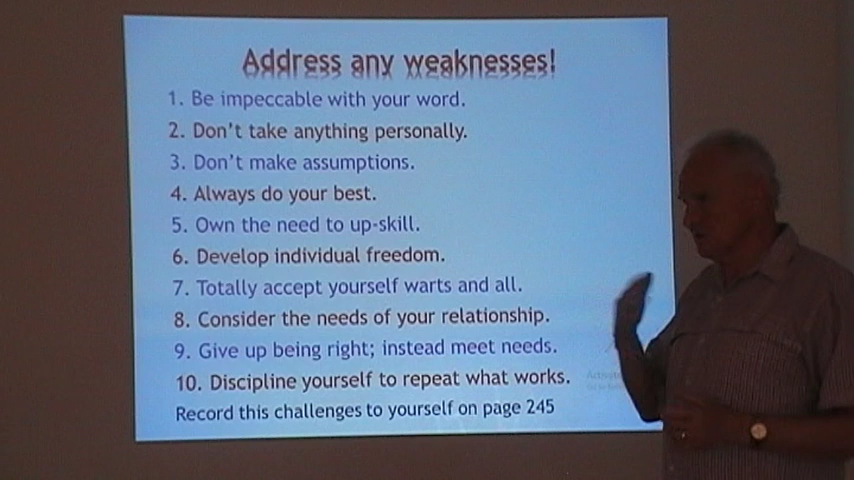 Address any weaknesses!
1. Be impeccable with your word.
2. Don't take anything personally.
3. Don't make assumptions.
4. Always do your best.
5. Own the need to up-skill.
6. Develop individual freedom.
7. Totally accept yourself warts and all.
8. Consider the needs of your relationship.
9. Give up being right; instead meet needs.
10. Discipline yourself to repeat what works.
Record this challenges to yourself on page 245